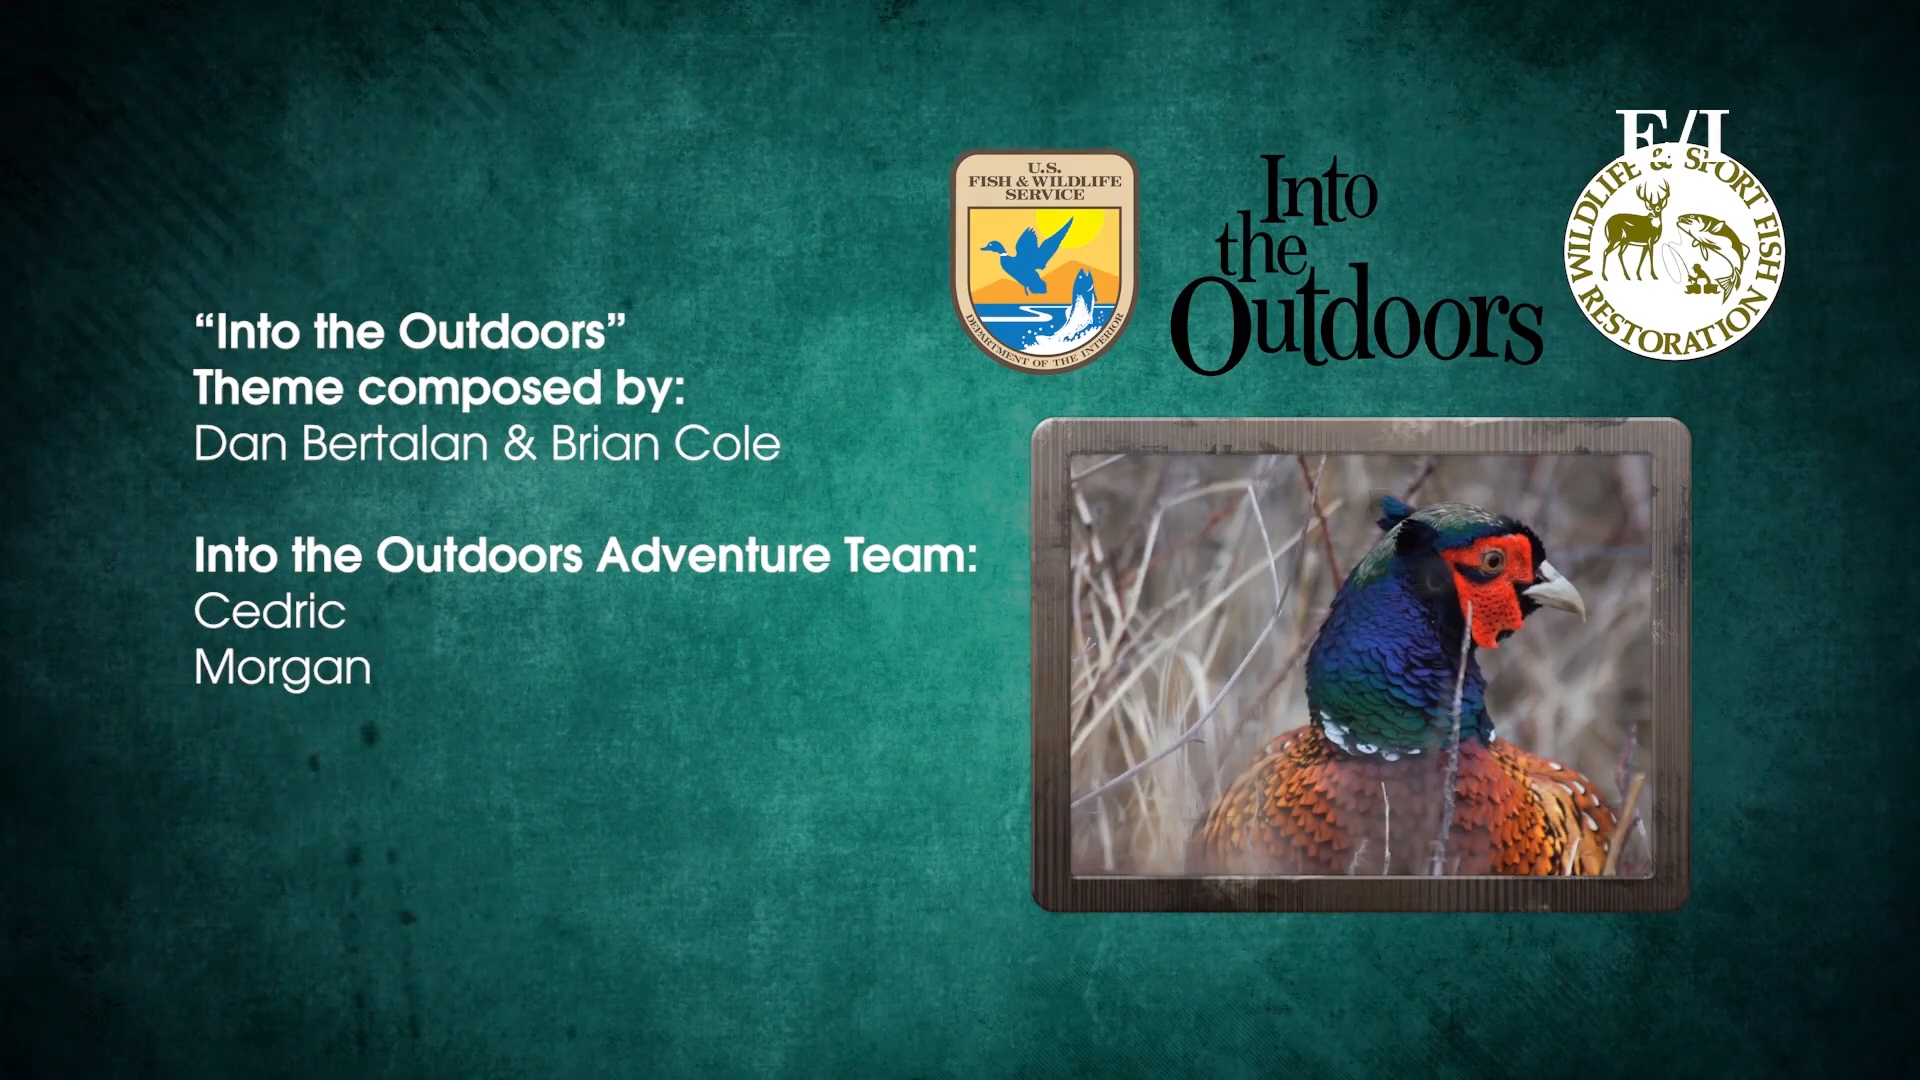 E/I
U.S.
FISH & WILDLIFE
SERVICE
DEPARTMENT OF THE INTERIOR
Into
the
Outdoors
WILDLIFE & SPORT FISH
RESTORATION
“Into the Outdoors”
Theme composed by:
Dan Bertalan & Brian Cole
Into the Outdoors Adventure Team:
Cedric
Morgan